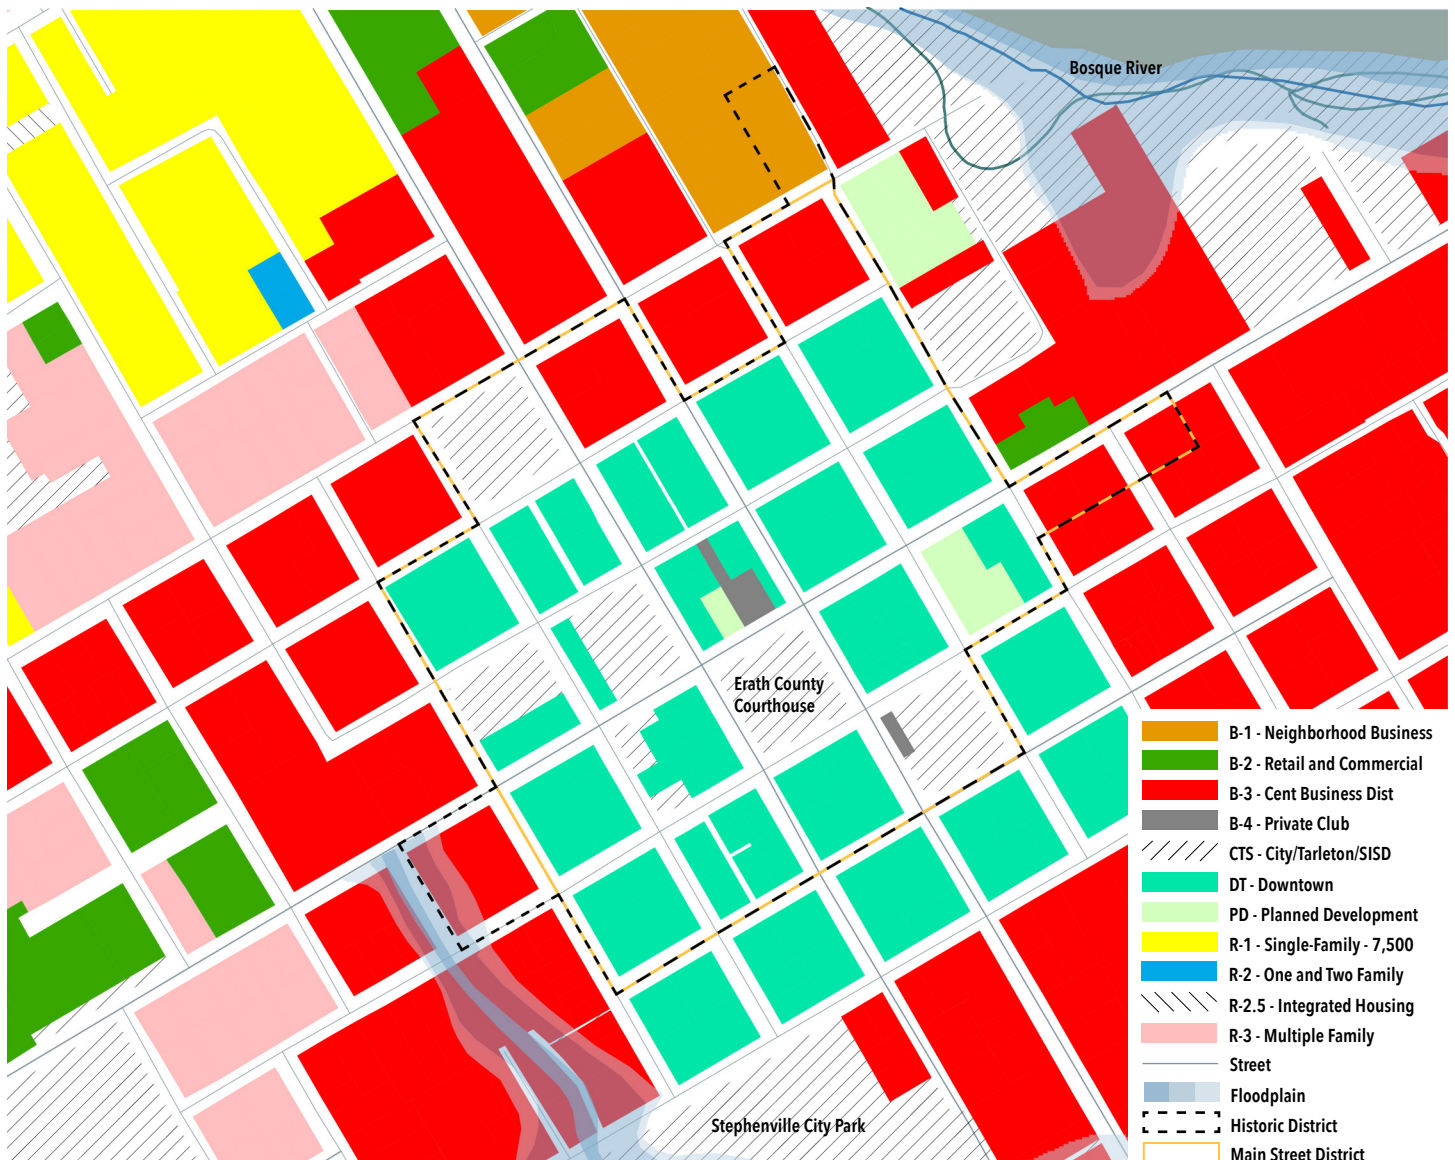 Bosque River
Erath County
Courthouse
B-1 - Neighborhood Business
B-2 - Retail and Commercial
B-3 - Cent Business Dist
B-4 - Private Club
CTS - City/Tarleton/SISD
DT - Downtown
PD - Planned Development
R-1 - Single-Family - 7,500
R-2 - One and Two Family
R-2.5 - Integrated Housing
R-3 - Multiple Family
Street
Floodplain
Historic District
Main Street District
Stephenville City Park